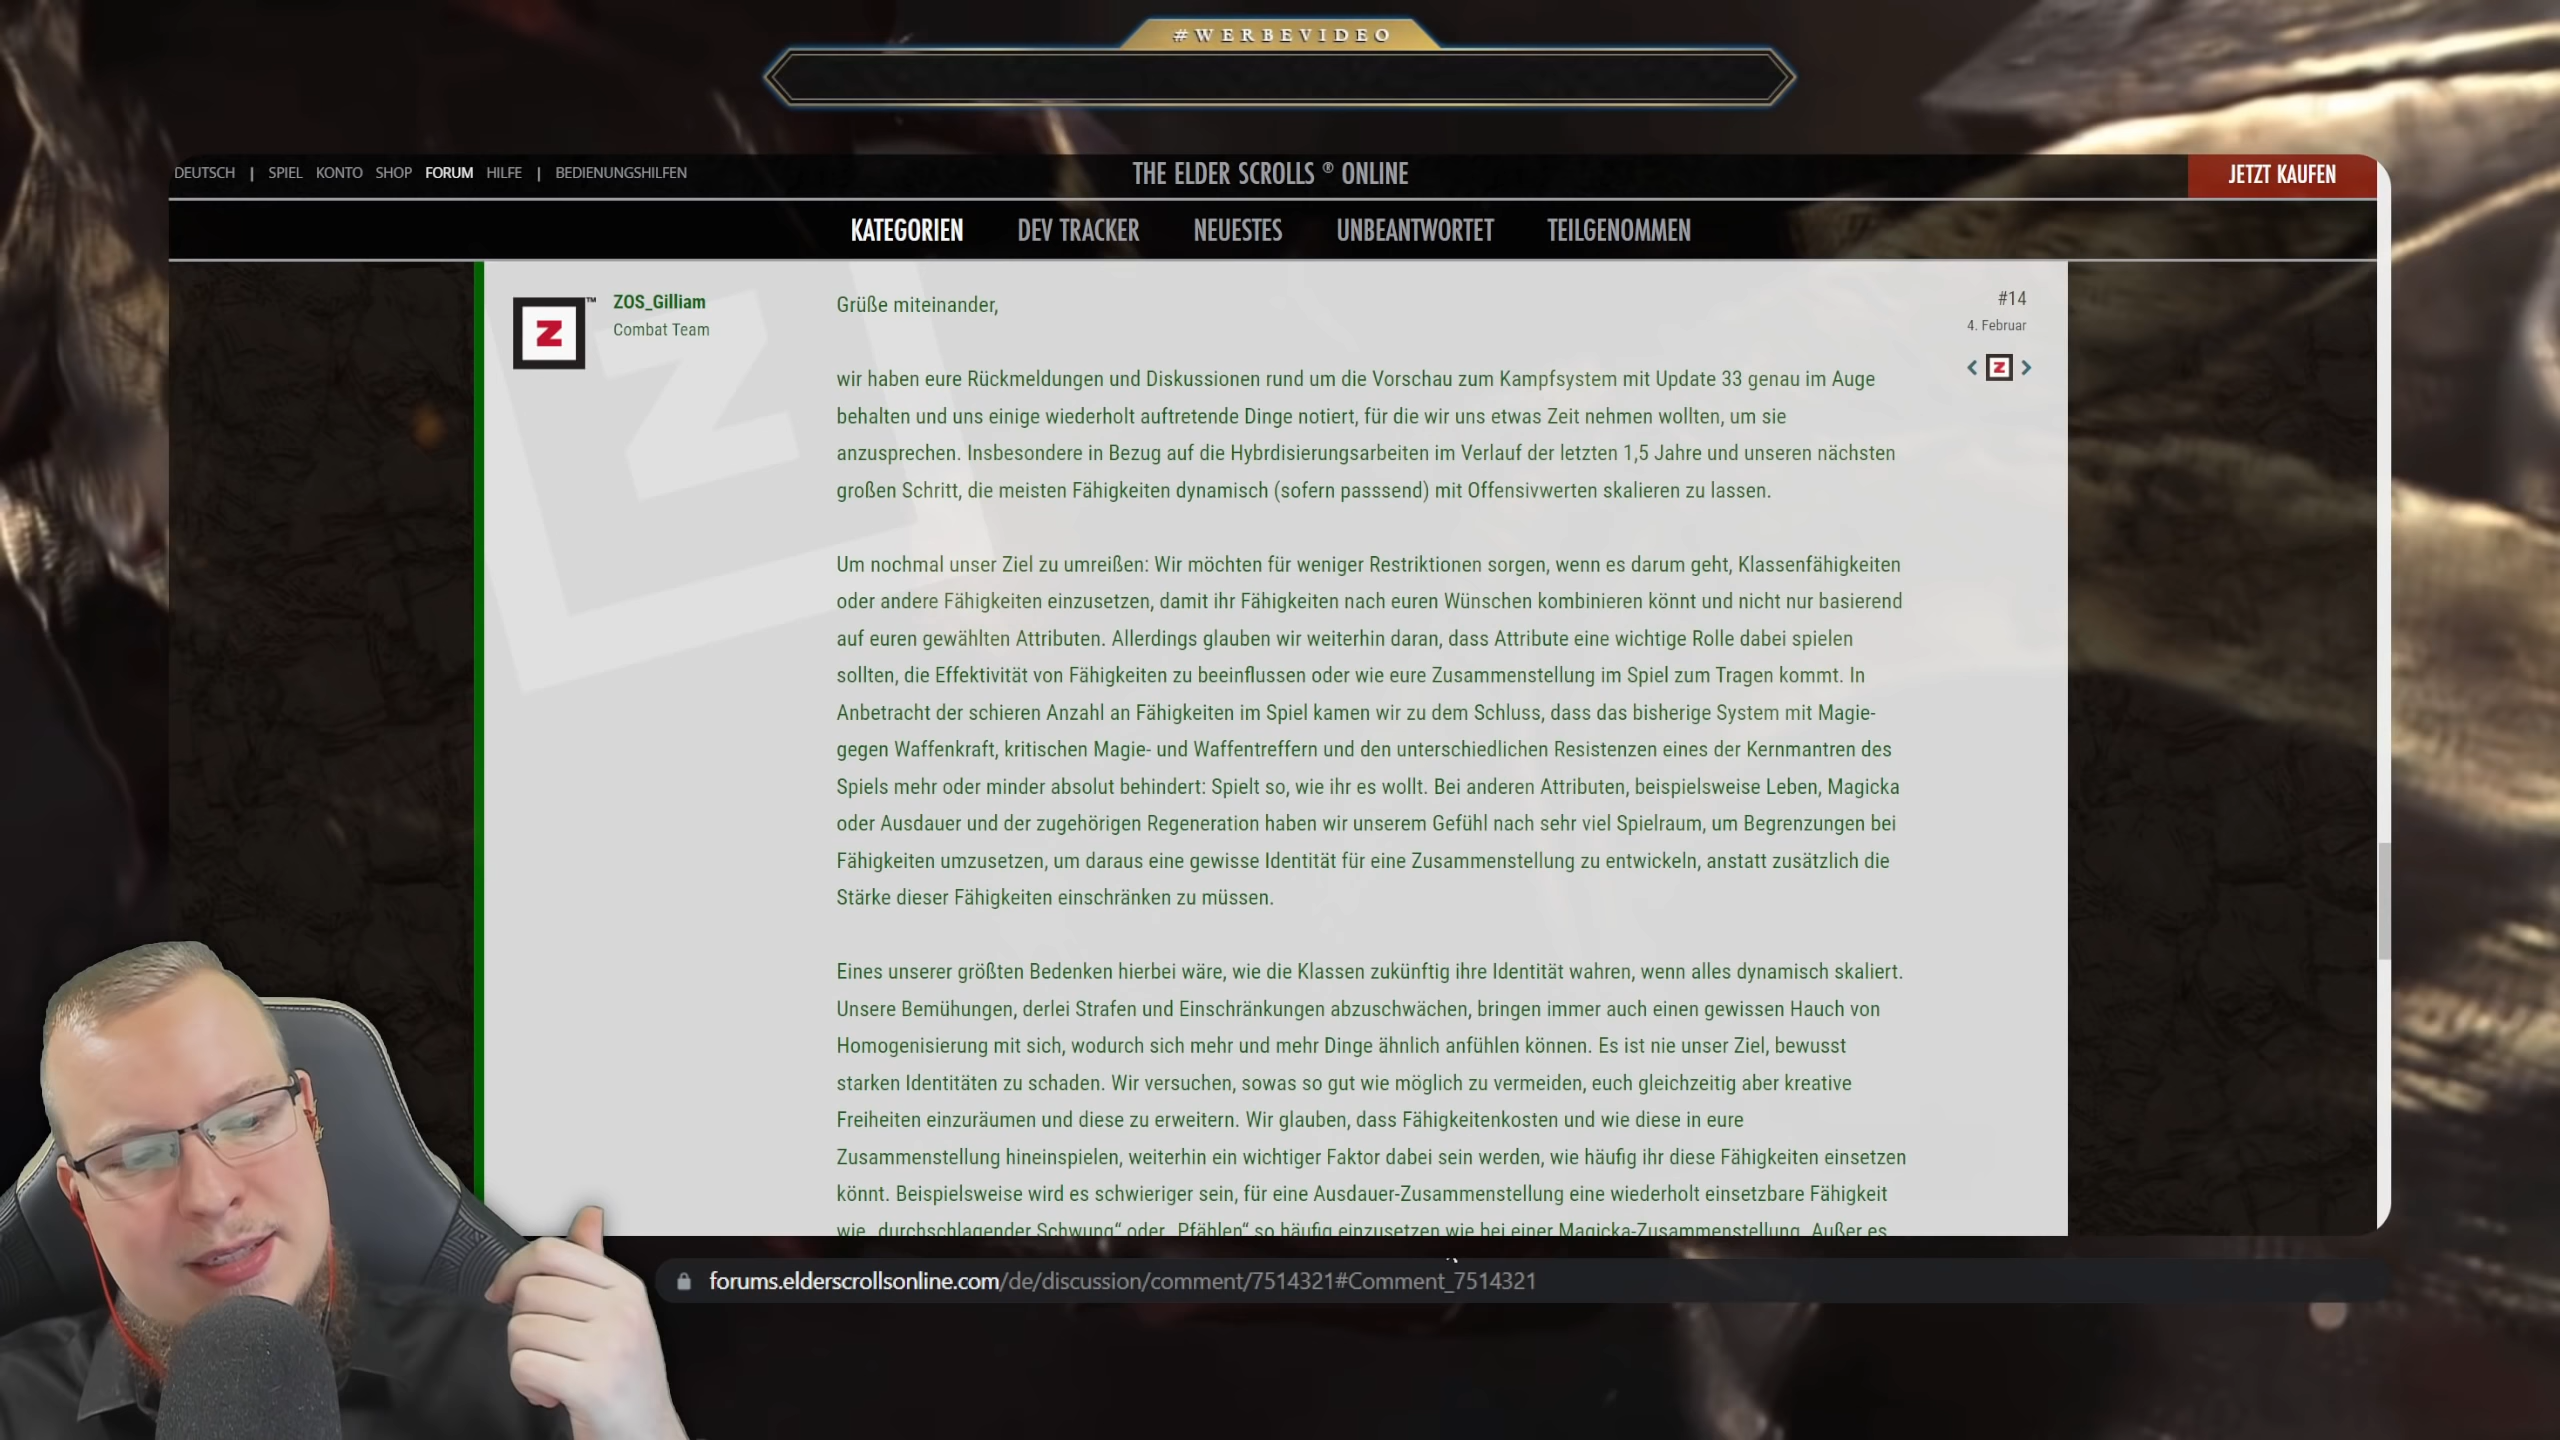 #WERBEVIDEO
DEUTSCH | SPIEL KONTO SHOP FORUM HILFE | BEDIENUNGSHILFEN
THE ELDER SCROLLS ® ONLINE
JETZT KAUFEN
KATEGORIEN DEV TRACKER NEUESTES UNBEANTWORTET TEILGENOMMEN
Z™
ZOS_Gilliam
Combat Team
#14
4. Februar
< Z >
Grüße miteinander,
wir haben eure Rückmeldungen und Diskussionen rund um die Vorschau zum Kampfsystem mit Update 33 genau im Auge
behalten und uns einige wiederholt auftretende Dinge notiert, für die wir uns etwas Zeit nehmen wollten, um sie
anzusprechen. Insbesondere in Bezug auf die Hybrdisierungsarbeiten im Verlauf der letzten 1,5 Jahre und unseren nächsten
großen Schritt, die meisten Fähigkeiten dynamisch (sofern passsend) mit Offensivwerten skalieren zu lassen.
Um nochmal unser Ziel zu umreißen: Wir möchten für weniger Restriktionen sorgen, wenn es darum geht, Klassenfähigkeiten
oder andere Fähigkeiten einzusetzen, damit ihr Fähigkeiten nach euren Wünschen kombinieren könnt und nicht nur basierend
auf euren gewählten Attributen. Allerdings glauben wir weiterhin daran, dass Attribute eine wichtige Rolle dabei spielen
sollten, die Effektivität von Fähigkeiten zu beeinflussen oder wie eure Zusammenstellung im Spiel zum Tragen kommt. In
Anbetracht der schieren Anzahl an Fähigkeiten im Spiel kamen wir zu dem Schluss, dass das bisherige System mit Magie-
gegen Waffenkraft, kritischen Magie- und Waffentreffern und den unterschiedlichen Resistenzen eines der Kernmantren des
Spiels mehr oder minder absolut behindert: Spielt so, wie ihr es wollt. Bei anderen Attributen, beispielsweise Leben, Magicka
oder Ausdauer und der zugehörigen Regeneration haben wir unserem Gefühl nach sehr viel Spielraum, um Begrenzungen bei
Fähigkeiten umzusetzen, um daraus eine gewisse Identität für eine Zusammenstellung zu entwickeln, anstatt zusätzlich die
Stärke dieser Fähigkeiten einschränken zu müssen.
Eines unserer größten Bedenken hierbei wäre, wie die Klassen zukünftig ihre Identität wahren, wenn alles dynamisch skaliert.
Unsere Bemühungen, derlei Strafen und Einschränkungen abzuschwächen, bringen immer auch einen gewissen Hauch von
Homogenisierung mit sich, wodurch sich mehr und mehr Dinge ähnlich anfühlen können. Es ist nie unser Ziel, bewusst
starken Identitäten zu schaden. Wir versuchen, sowas so gut wie möglich zu vermeiden, euch gleichzeitig aber kreative
Freiheiten einzuräumen und diese zu erweitern. Wir glauben, dass Fähigkeitenkosten und wie diese in eure
Zusammenstellung hineinspielen, weiterhin ein wichtiger Faktor dabei sein werden, wie häufig ihr diese Fähigkeiten einsetzen
könnt. Beispielsweise wird es schwieriger sein, für eine Ausdauer-Zusammenstellung eine wiederholt einsetzbare Fähigkeit
wie „durchschlagender Schwung“ oder „Pfählen“ so häufig einzusetzen wie bei einer Magicka-Zusammenstellung. Außer es
forums.elderscrollsonline.com/de/discussion/comment/7514321#Comment_7514321